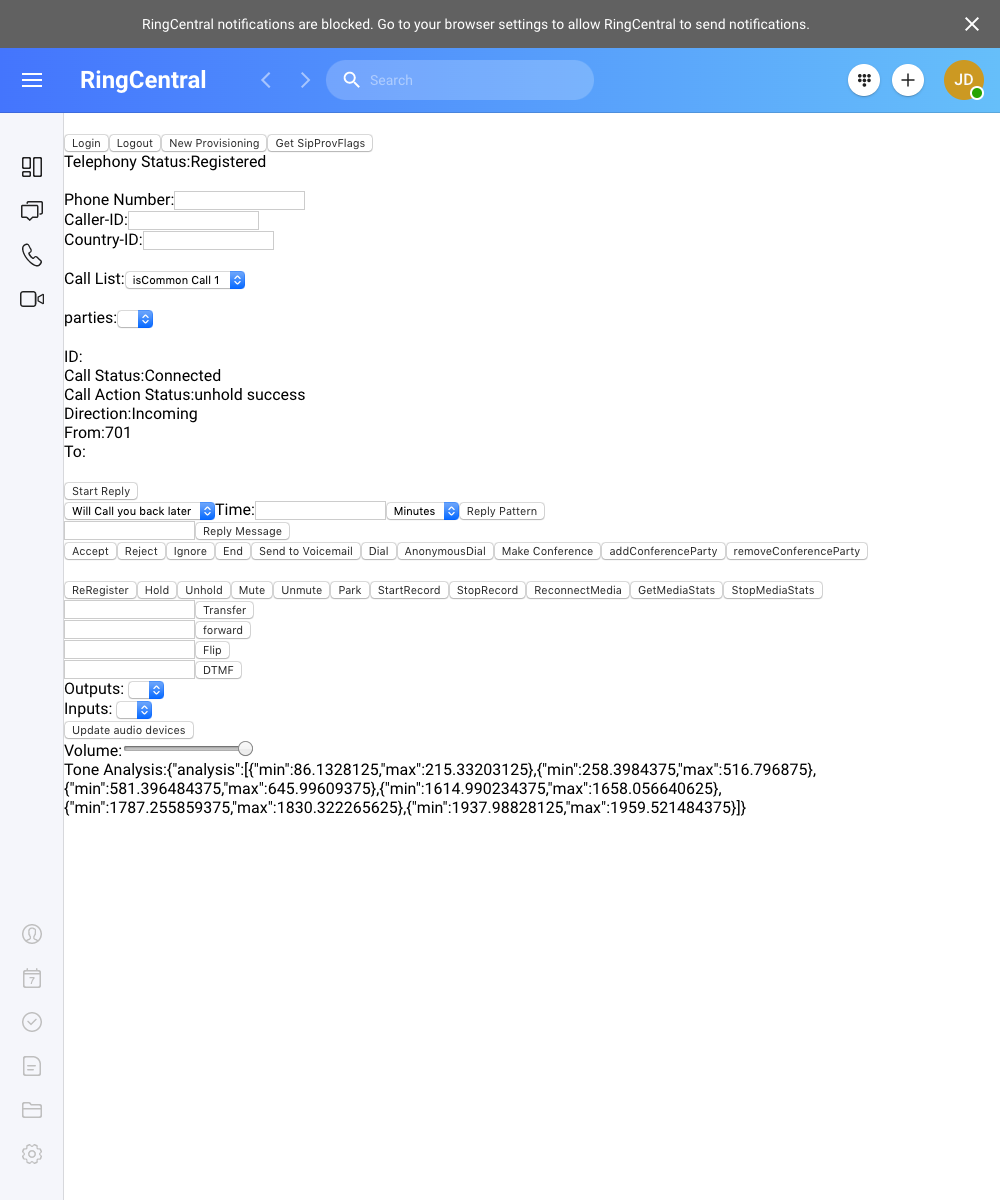 RingCentral notifications are blocked. Go to your browser settings to allow RingCentral to send notifications.
RingCentral Search JD
Login Logout New Provisioning Get SipProvFlags
Telephony Status:Registered
Phone Number:
Caller-ID:
Country-ID:
Call List: isCommon Call 1
parties:
ID:
Call Status:Connected
Call Action Status:unhold success
Direction:Incoming
From:701
To:
Start Reply
Will Call you back later Time: Minutes Reply Pattern
Reply Message
Accept Reject Ignore End Send to Voicemail Dial AnonymousDial Make Conference addConferenceParty removeConferenceParty
ReRegister Hold Unhold Mute Unmute Park StartRecord StopRecord ReconnectMedia GetMediaStats StopMediaStats
Transfer
forward
Flip
DTMF
Outputs:
Inputs:
Update audio devices
Volume:
Tone Analysis:{"analysis":[{"min":86.1328125,"max":215.33203125},{"min":258.3984375,"max":516.796875},
{"min":581.396484375,"max":645.99609375},{"min":1614.990234375,"max":1658.056640625},
{"min":1787.255859375,"max":1830.322265625},{"min":1937.98828125,"max":1959.521484375}]}
7